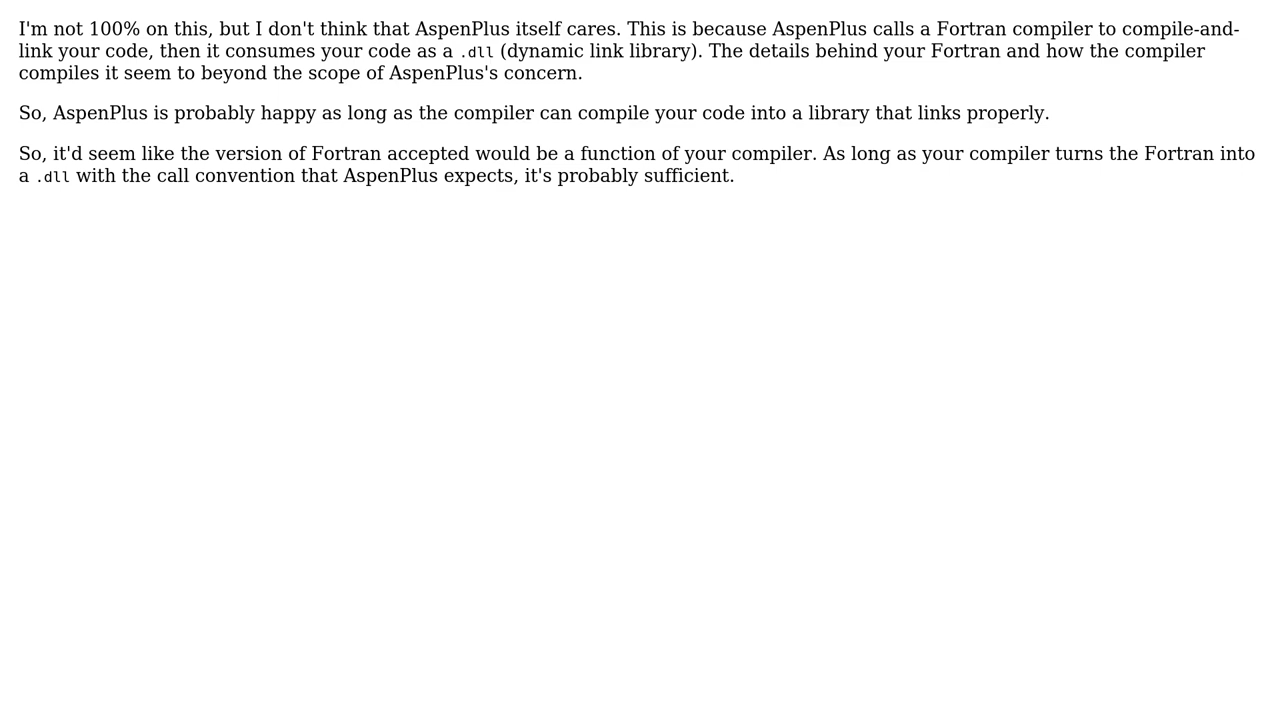 I'm not 100% on this, but I don't think that AspenPlus itself cares. This is because AspenPlus calls a Fortran compiler to compile-and-
link your code, then it consumes your code as a .dll (dynamic link library). The details behind your Fortran and how the compiler
compiles it seem to beyond the scope of AspenPlus's concern.
So, AspenPlus is probably happy as long as the compiler can compile your code into a library that links properly.
So, it'd seem like the version of Fortran accepted would be a function of your compiler. As long as your compiler turns the Fortran into
a .dll with the call convention that AspenPlus expects, it's probably sufficient.